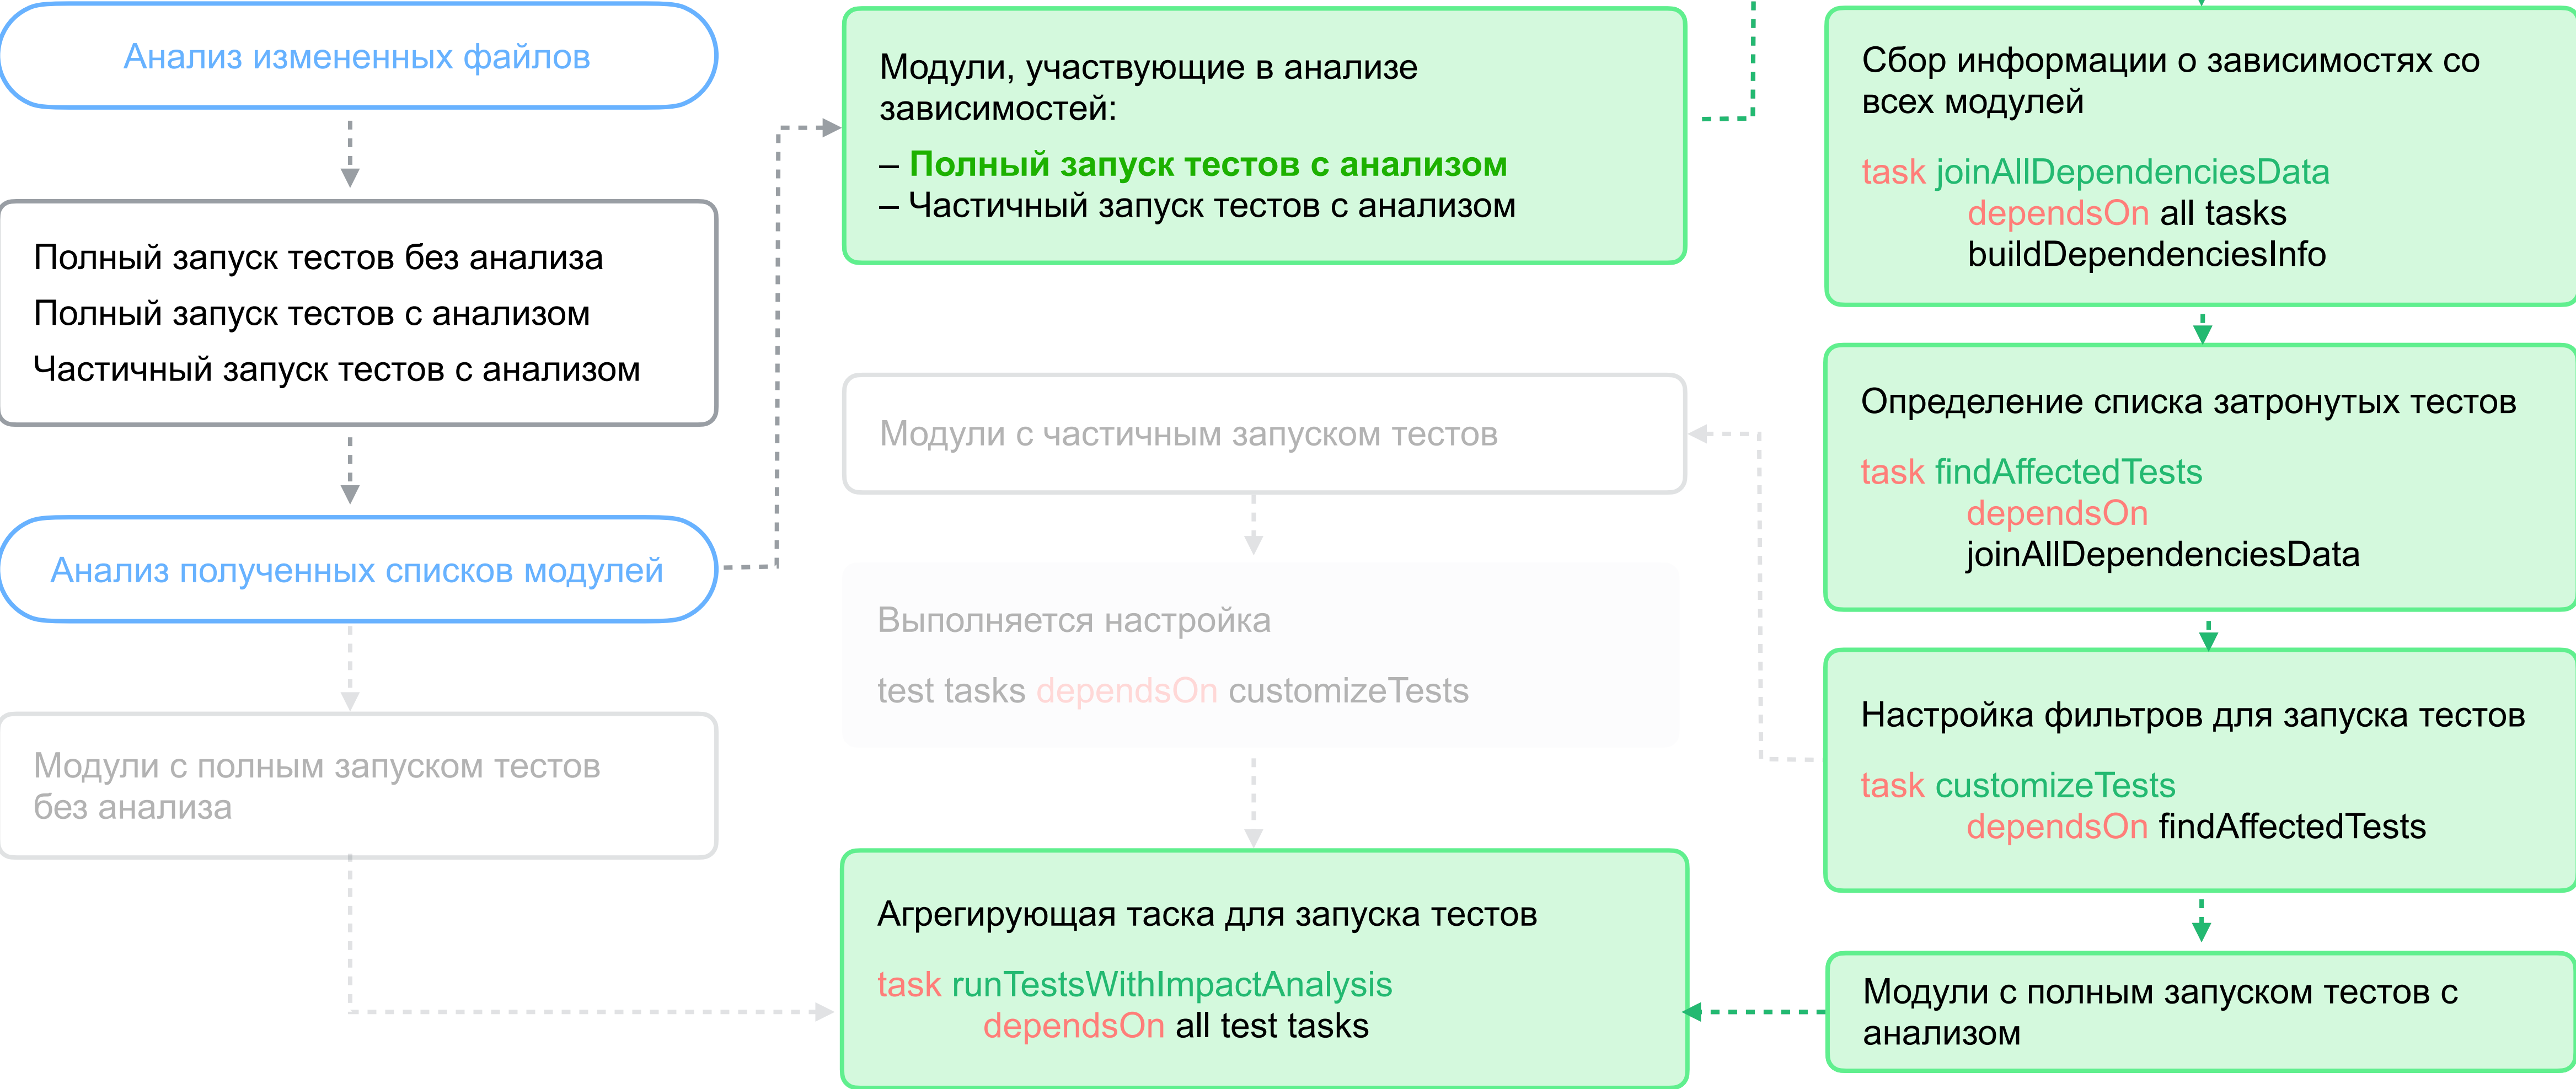 Анализ измененных файлов
Полный запуск тестов без анализа
Полный запуск тестов с анализом
Частичный запуск тестов с анализом
Анализ полученных списков модулей
Модули с полным запуском тестов
без анализа
Модули, участвующие в анализе
зависимостей:
– Полный запуск тестов с анализом
– Частичный запуск тестов с анализом
Модули с частичным запуском тестов
Выполняется настройка
test tasks dependsOn customizeTests
Агрегирующая таска для запуска тестов
task runTestsWithImpactAnalysis
dependsOn all test tasks
Сбор информации о зависимостях со
всех модулей
task joinAllDependenciesData
dependsOn all tasks
buildDependenciesInfo
Определение списка затронутых тестов
task findAffectedTests
dependsOn
joinAllDependenciesData
Настройка фильтров для запуска тестов
task customizeTests
dependsOn findAffectedTests
Модули с полным запуском тестов с
анализом